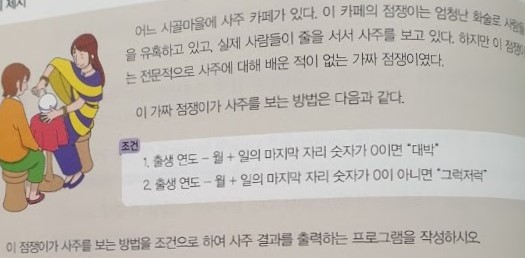 제시
어느 시골마을에 사주 카페가 있다. 이 카페의 점쟁이는 엄청난 화술로 사람들
을 유혹하고 있고, 실제 사람들이 줄을 서서 사주를 보고 있다. 하지만 이 점쟁이
는 전문적으로 사주에 대해 배운 적이 없는 가짜 점쟁이였다.
이 가짜 점쟁이가 사주를 보는 방법은 다음과 같다.
조건
1. 출생 연도 – 월 + 일의 마지막 자리 숫자가 0이면 "대박"
2. 출생 연도 – 월 + 일의 마지막 자리 숫자가 0이 아니면 "그럭저럭"
이 점쟁이가 사주를 보는 방법을 조건으로 하여 사주 결과를 출력하는 프로그램을 작성하시오.